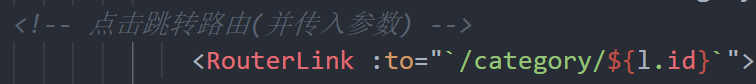 <!-- 点击跳转路由(并传入参数) -->
<RouterLink :to="`/category/${l.id}`">